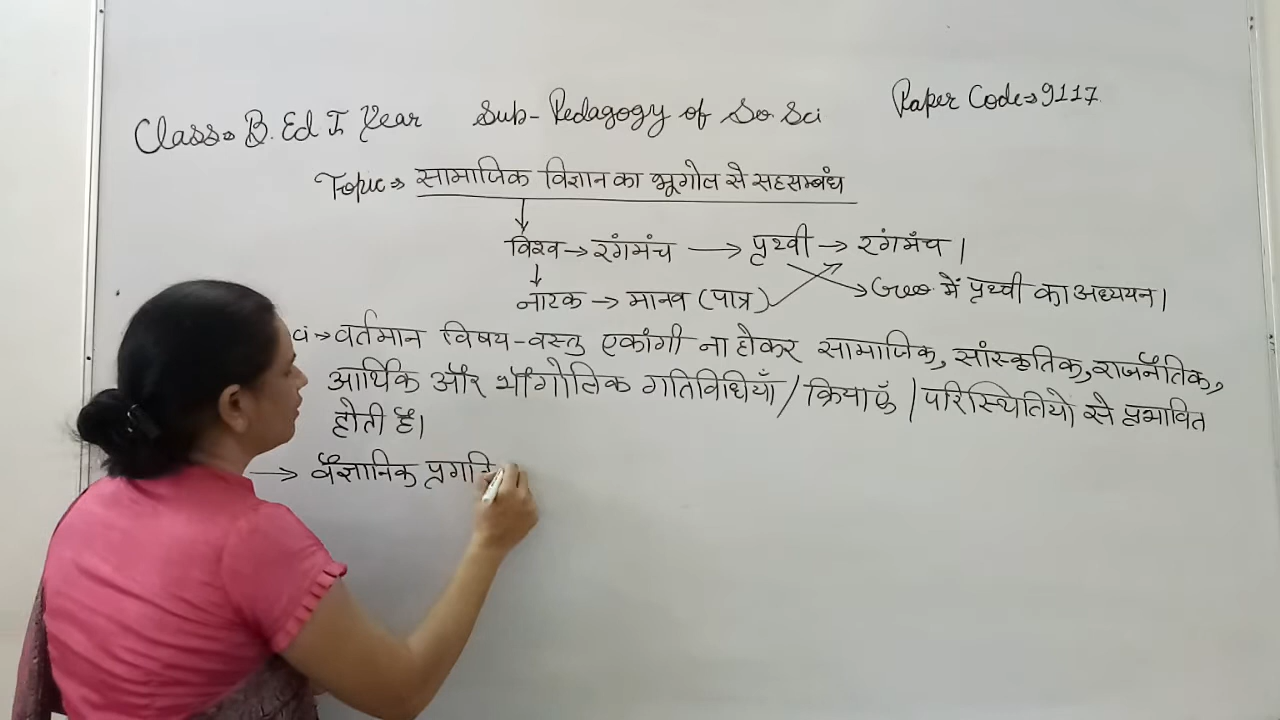 Class⇒ B.Ed I Year Sub- Pedagogy of So Sci Paper Code⇒9117
Topic⇒ सामाजिक विज्ञान का भूगोल से सहसम्बंध
↓
विश्व→रंगमंच → पृथ्वी → रंगमंच।
↓
नाटक → मानव (पात्र) Geo में पृथ्वी का अध्ययन।
→ वर्तमान विषय-वस्तु एकांगी ना होकर सामाजिक, सांस्कृतिक, राजनैतिक,
आर्थिक और भौगोलिक गतिविधियाँ/क्रियाएँ/परिस्थितियो से प्रभावित
होती है।
→ वैज्ञानिक प्रगति